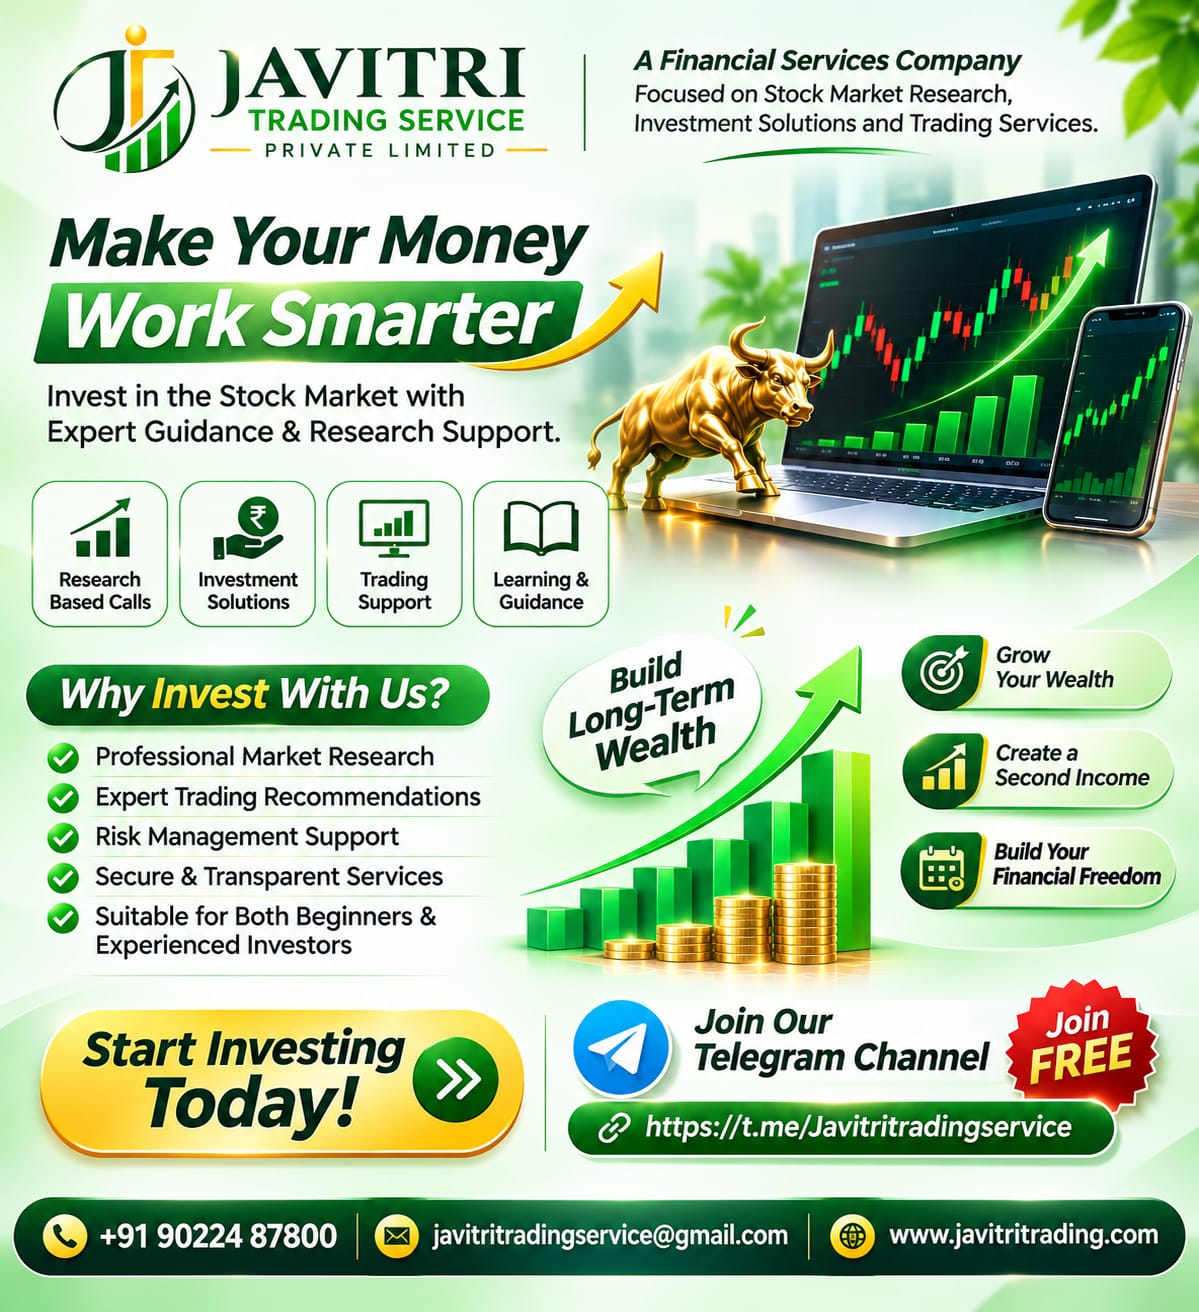 JAVITRI
TRADING SERVICE
PRIVATE LIMITED
A Financial Services Company
Focused on Stock Market Research,
Investment Solutions and Trading Services.
Make Your Money
Work Smarter
Invest in the Stock Market with
Expert Guidance & Research Support.
Research
Based Calls
Investment
Solutions
Trading
Support
Learning &
Guidance
Why Invest With Us?
Professional Market Research
Expert Trading Recommendations
Risk Management Support
Secure & Transparent Services
Suitable for Both Beginners &
Experienced Investors
Build
Long-Term
Wealth
Grow
Your Wealth
Create a
Second Income
Build Your
Financial Freedom
Start Investing
Today!
Join Our
Telegram Channel
Join
FREE
https://t.me/Javitritradingservice
+91 90224 87800
javitritradingservice@gmail.com
www.javitritrading.com